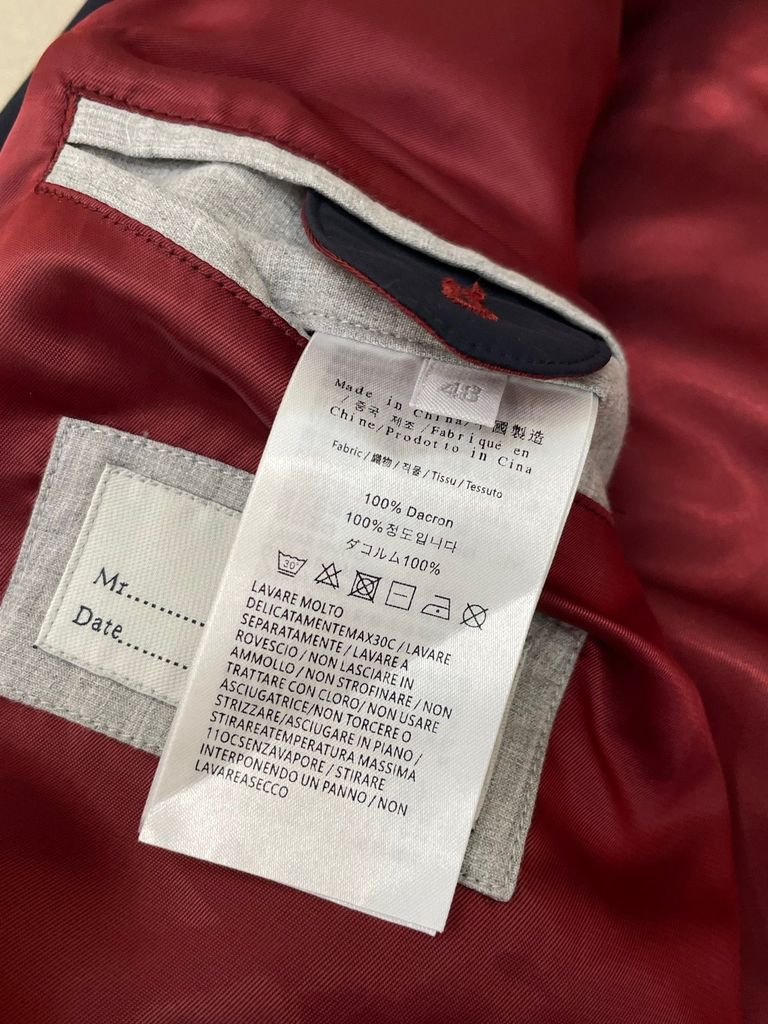 48
Made in China/中國製造
/중국 제조/Fabriqué en
Chine/Prodotto in Cina
Fabric/織物/직물/Tissu/Tessuto
100% Dacron
100%정도입니다
ダコルム100%
30°
LAVARE MOLTO
DELICATAMENTEMAX30C/LAVARE
SEPARATAMENTE/LAVARE A
ROVESCIO/NON LASCIARE IN
AMMOLLO/NON STROFINARE/NON
TRATTARE CON CLORO/NON USARE
ASCIUGATRICE/NON TORCERE O
STRIZZARE/ASCIUGARE IN PIANO/
STIRAREATEMPERATURA MASSIMA
110CSENZAVAPORE/STIRARE
INTERPONENDO UN PANNO/NON
LAVAREASECCO
Mr..........
Date..........